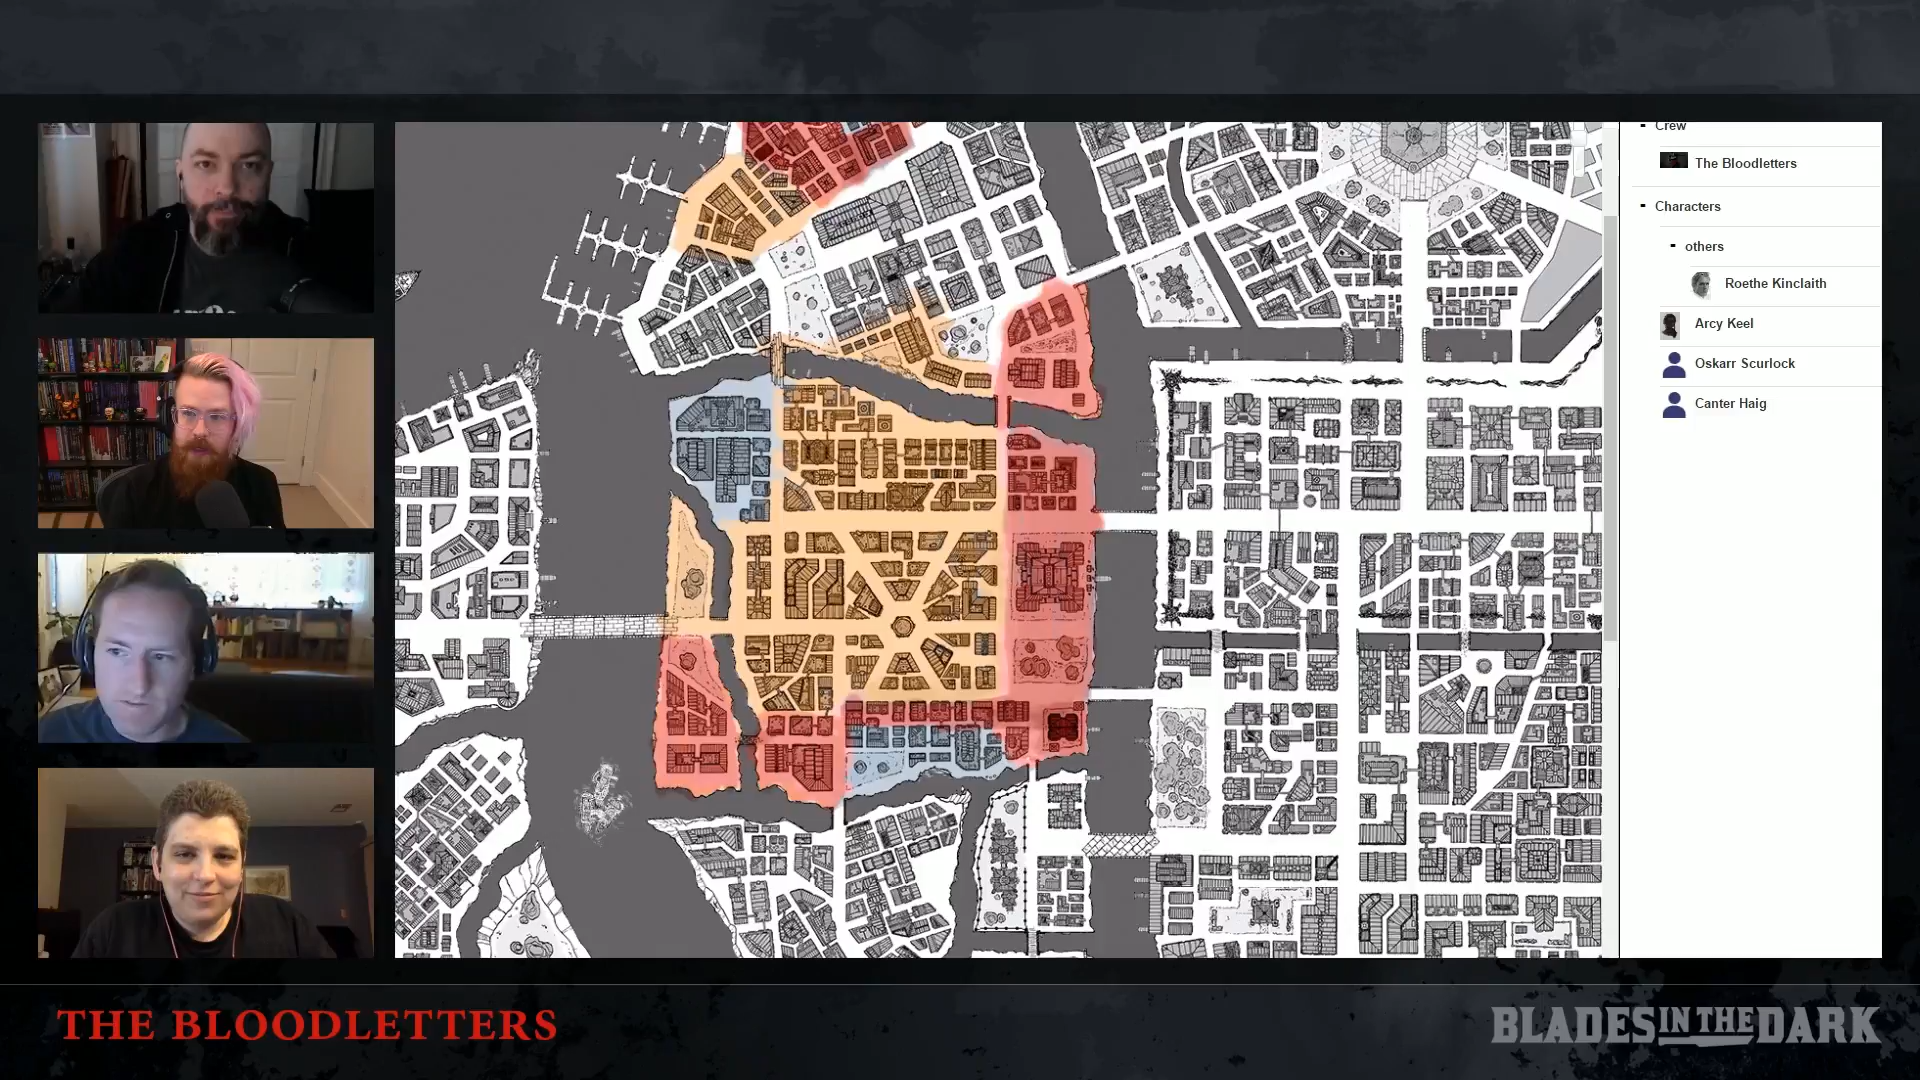 Crew
The Bloodletters
Characters
others
Roethe Kinclaith
Arcy Keel
Oskarr Scurlock
Canter Haig
THE BLOODLETTERS
BLADES IN THE DARK